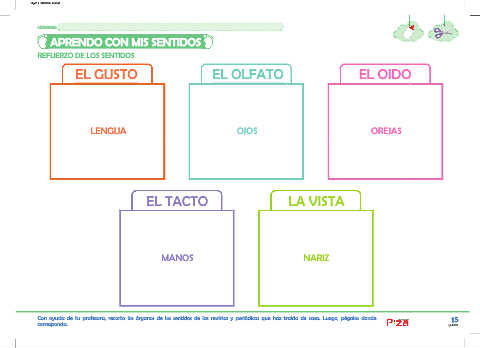 APRENDO CON MIS SENTIDOS
REFUERZO DE LOS SENTIDOS
EL GUSTO
EL OLFATO
EL OIDO
LENGUA
OJOS
OREJAS
EL TACTO
LA VISTA
MANOS
NARIZ
Con ayuda de tu profesora, recorta los órganos de los sentidos de las revistas y periódicos que has traído de casa. Luego, pégalos donde
corresponda.
15